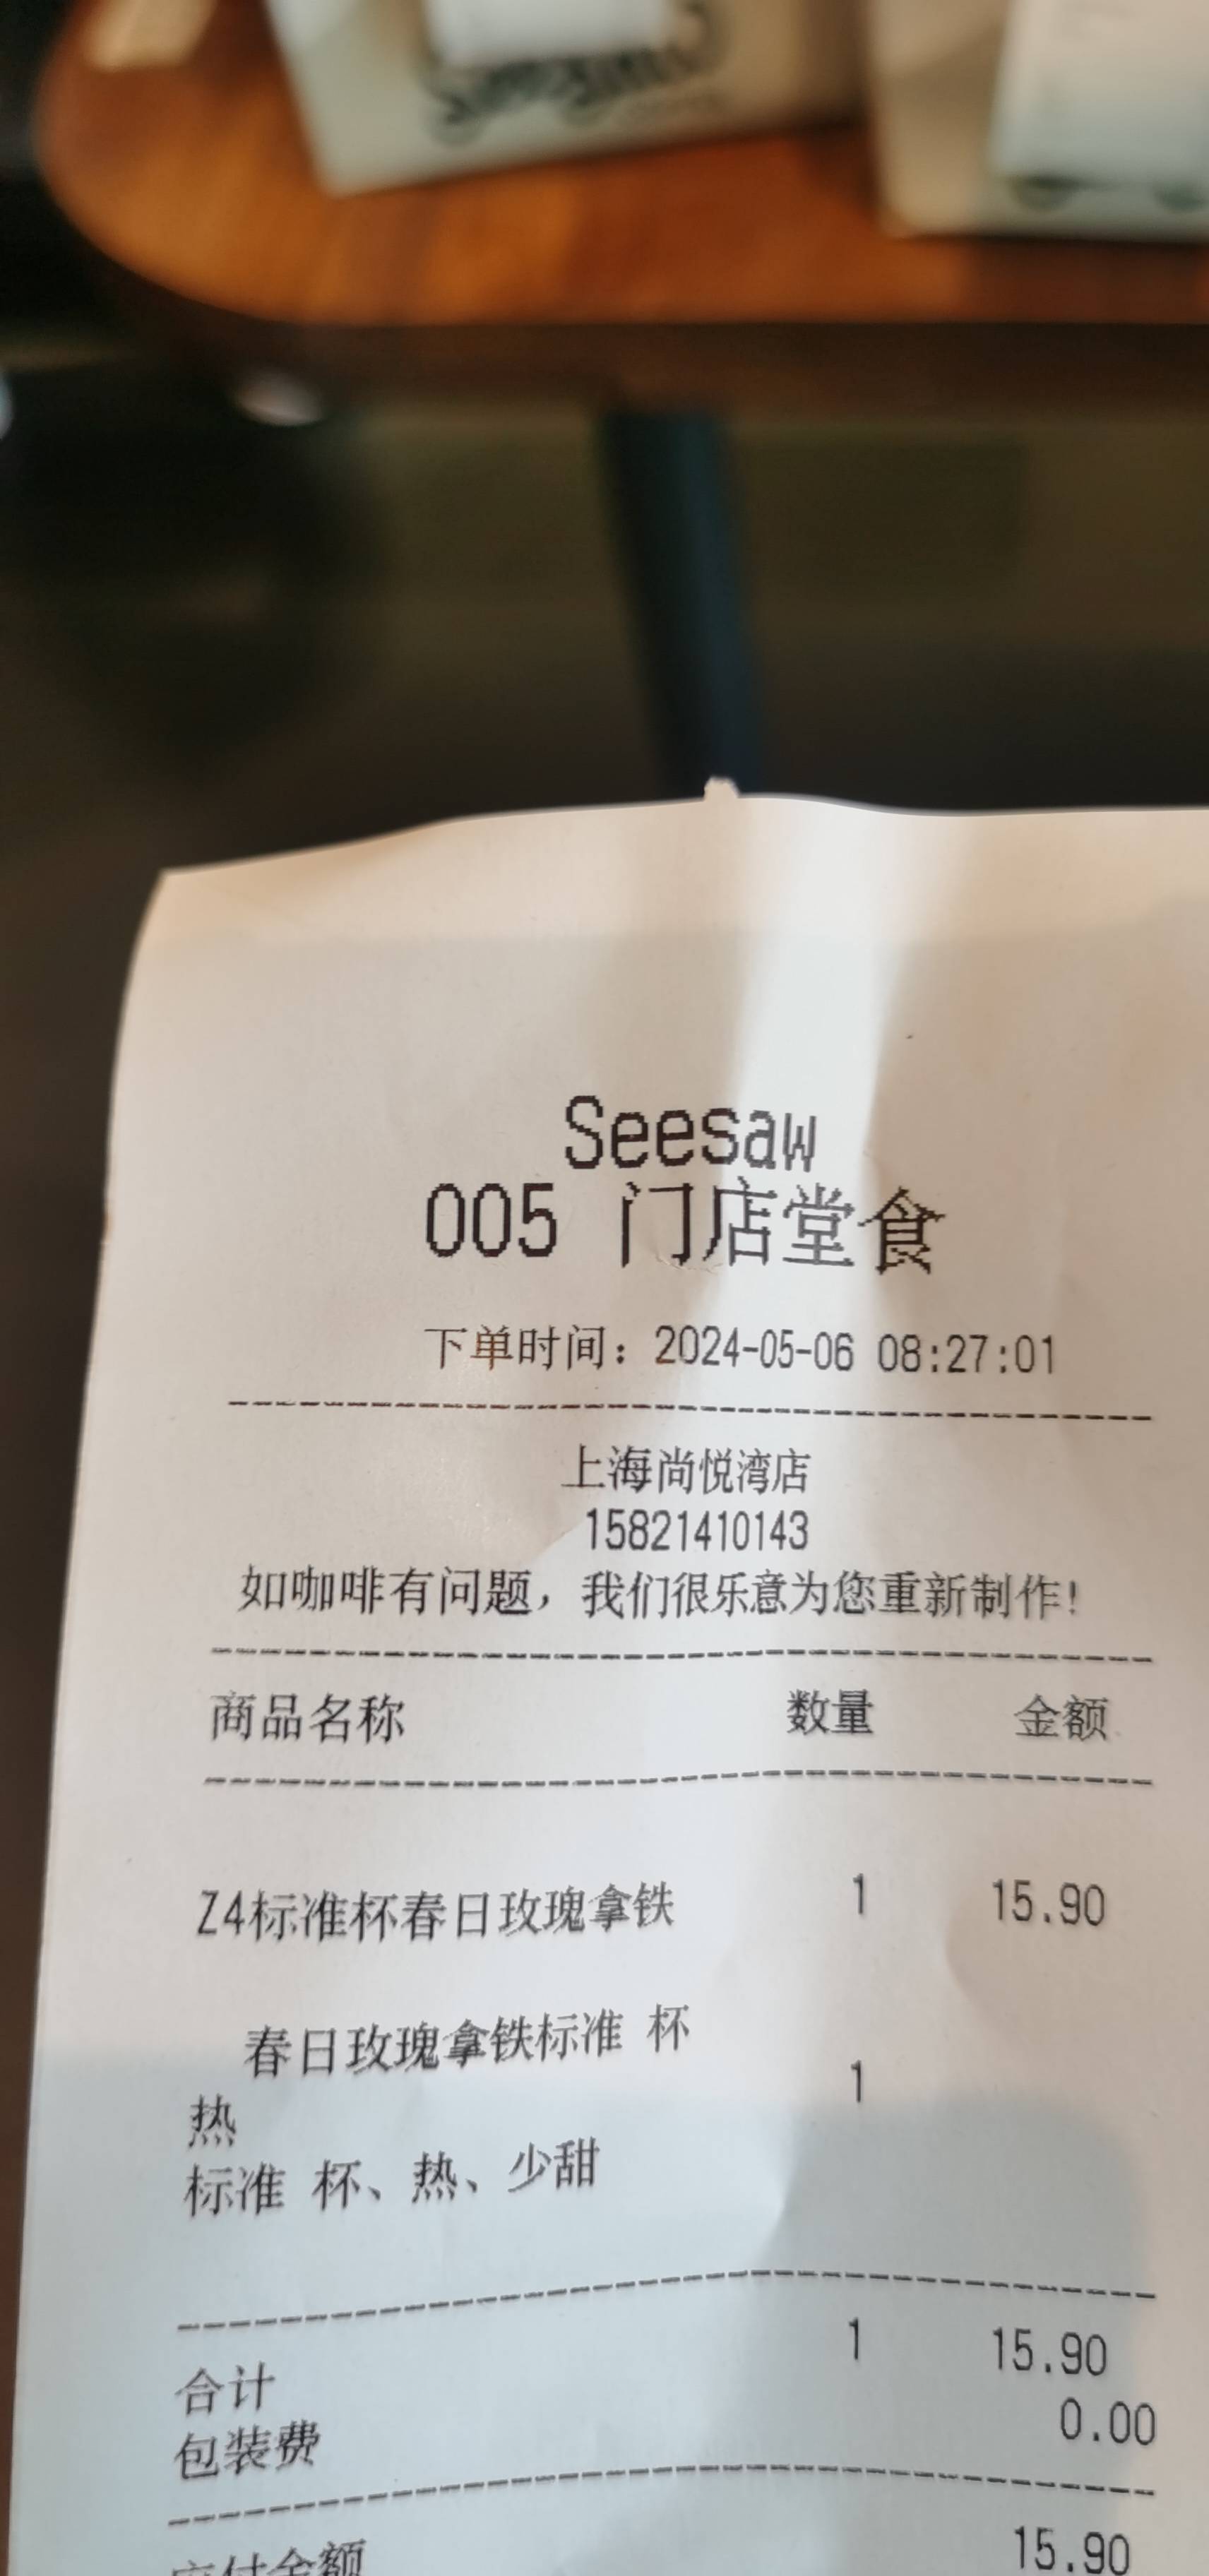 Seesaw
005 门店堂食
下单时间：2024-05-06 08:27:01
上海尚悦湾店
15821410143
如咖啡有问题，我们很乐意为您重新制作！
商品名称 数量 金额
Z4标准杯春日玫瑰拿铁 1 15.90
春日玫瑰拿铁标准 杯
热 1
标准 杯、热、少甜
合计 1 15.90
包装费 0.00
应付金额 15.90